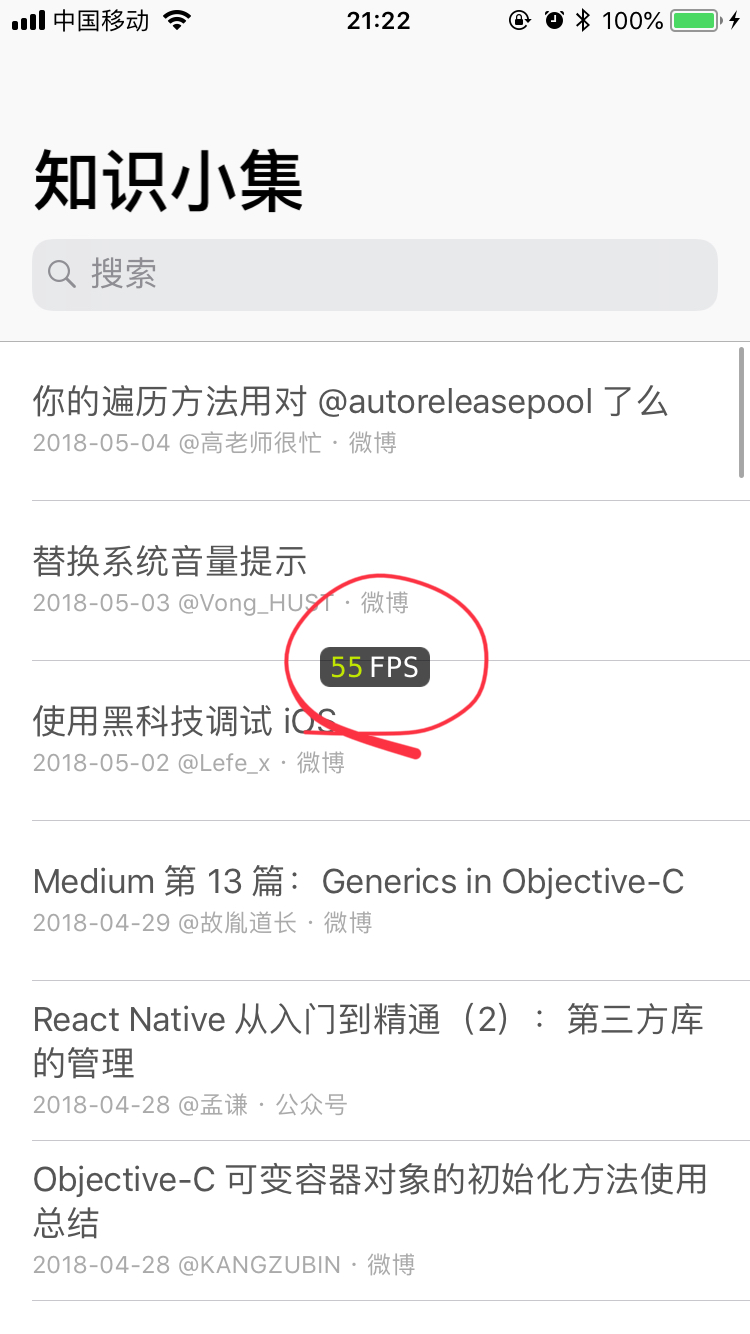 中国移动 21:22 100%
知识小集
搜索
你的遍历方法用对 @autoreleasepool 了么
2018-05-04 @高老师很忙 · 微博
替换系统音量提示
2018-05-03 @Vong_HUST · 微博
55 FPS
使用黑科技调试 iOS
2018-05-02 @Lefe_x · 微博
Medium 第 13 篇： Generics in Objective-C
2018-04-29 @故胤道长 · 微博
React Native 从入门到精通（2）：第三方库
的管理
2018-04-28 @孟谦 · 公众号
Objective-C 可变容器对象的初始化方法使用
总结
2018-04-28 @KANGZUBIN · 微博